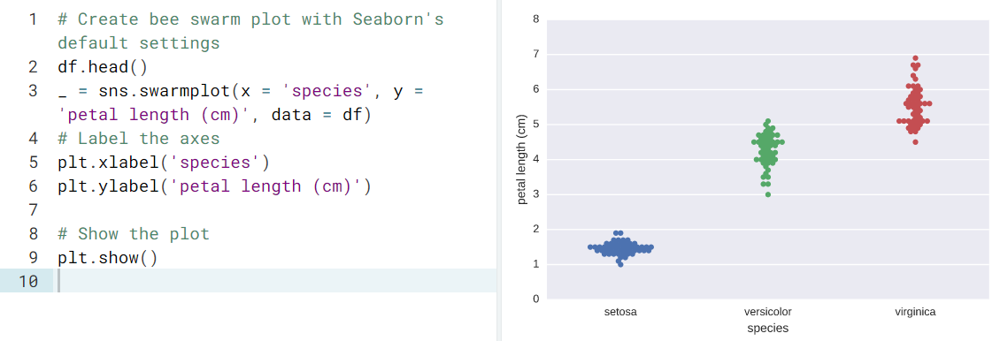 1 # Create bee swarm plot with Seaborn's
default settings
2 df.head()
3 _ = sns.swarmplot(x = 'species', y =
'petal length (cm)', data = df)
4 # Label the axes
5 plt.xlabel('species')
6 plt.ylabel('petal length (cm)')
7
8 # Show the plot
9 plt.show()
10
8
7
6
5
4
3
2
1
0
petal length (cm)
setosa versicolor virginica
species